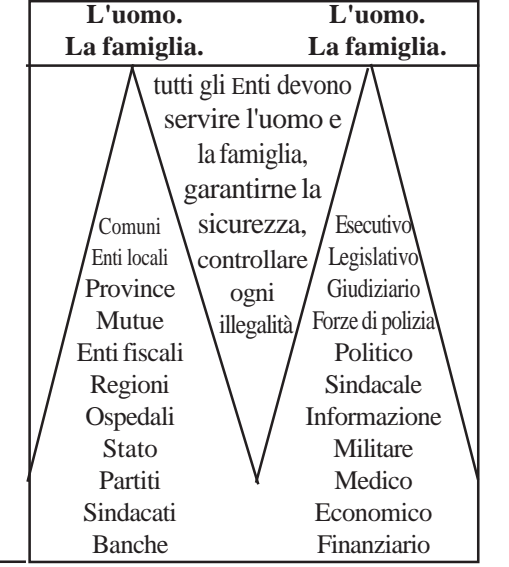 L'uomo.
La famiglia.
L'uomo.
La famiglia.
tutti gli Enti devono
servire l'uomo e
la famiglia,
garantirne la
sicurezza,
controllare
ogni
illegalità
Comuni
Enti locali
Province
Mutue
Enti fiscali
Regioni
Ospedali
Stato
Partiti
Sindacati
Banche
Esecutivo
Legislativo
Giudiziario
Forze di polizia
Politico
Sindacale
Informazione
Militare
Medico
Economico
Finanziario